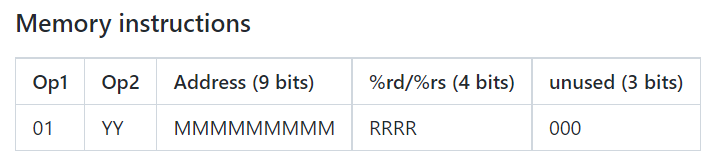 Memory instructions
Op1 Op2 Address (9 bits) %rd/%rs (4 bits) unused (3 bits)
01 YY MMMMMMMMM RRRR 000